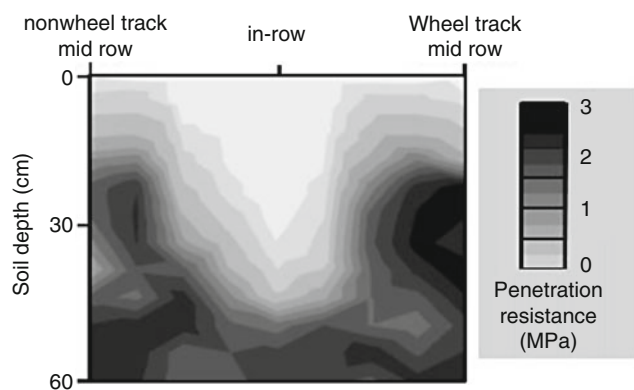 nonwheel track
mid row
in-row
Wheel track
mid row
0
30
60
Soil depth (cm)
3
2
1
0
Penetration
resistance
(MPa)